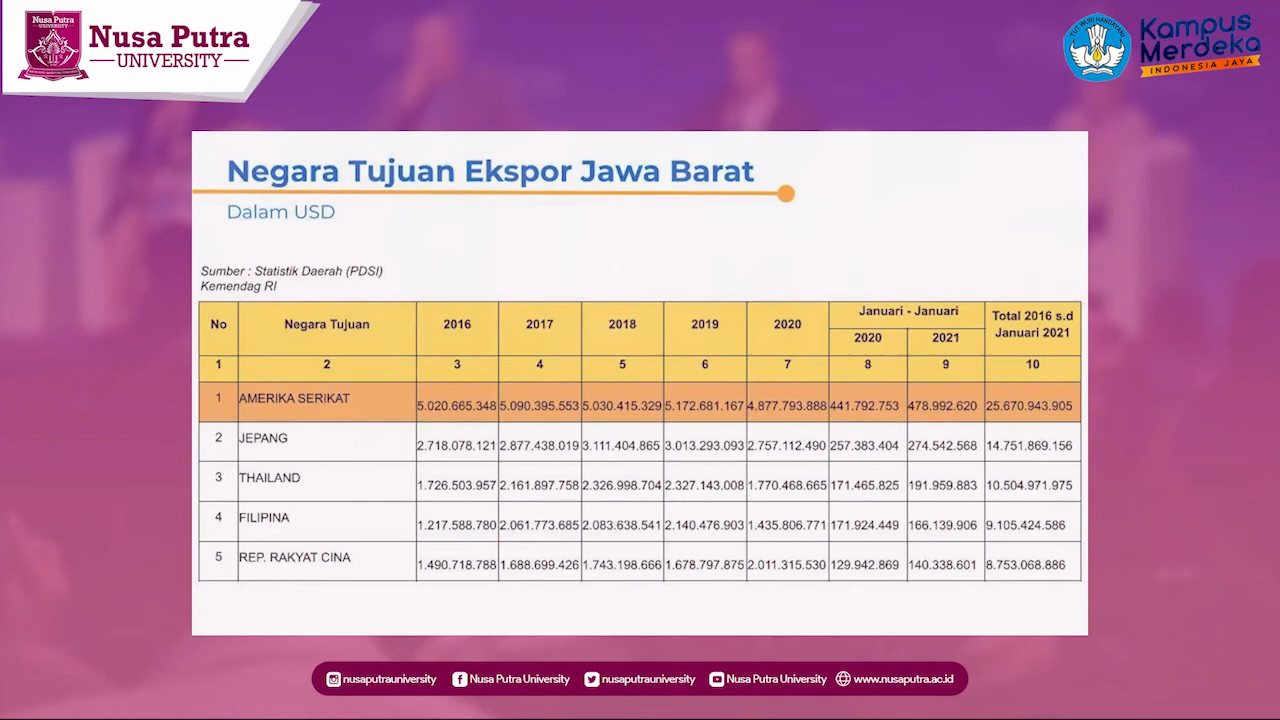 Nusa Putra
UNIVERSITY
Nusa Putra
UNIVERSITY
TUT WURI HANDAYANI
Kampus
Merdeka
INDONESIA JAYA
Negara Tujuan Ekspor Jawa Barat
Dalam USD
Sumber : Statistik Daerah (PDSI)
Kemendag RI
No Negara Tujuan 2016 2017 2018 2019 2020 Januari - Januari 2020 2021 Total 2016 s.d Januari 2021
1 2 3 4 5 6 7 8 9 10
1 AMERIKA SERIKAT 5.020.665.348 5.090.395.553 5.030.415.329 5.172.681.167 4.877.793.888 441.792.753 478.992.620 25.670.943.905
2 JEPANG 2.718.078.121 2.877.438.019 3.111.404.865 3.013.293.093 2.757.112.490 257.383.404 274.542.568 14.751.869.156
3 THAILAND 1.726.503.957 2.161.897.758 2.326.998.704 2.327.143.008 1.770.468.665 171.465.825 191.959.883 10.504.971.975
4 FILIPINA 1.217.588.780 2.061.773.685 2.083.638.541 2.140.476.903 1.435.806.771 171.924.449 166.139.906 9.105.424.586
5 REP. RAKYAT CINA 1.490.718.788 1.688.699.426 1.743.198.666 1.678.797.875 2.011.315.530 129.942.869 140.338.601 8.753.068.886
nusaputrauniversity Nusa Putra University nusaputrauniversity Nusa Putra University www.nusaputra.ac.id